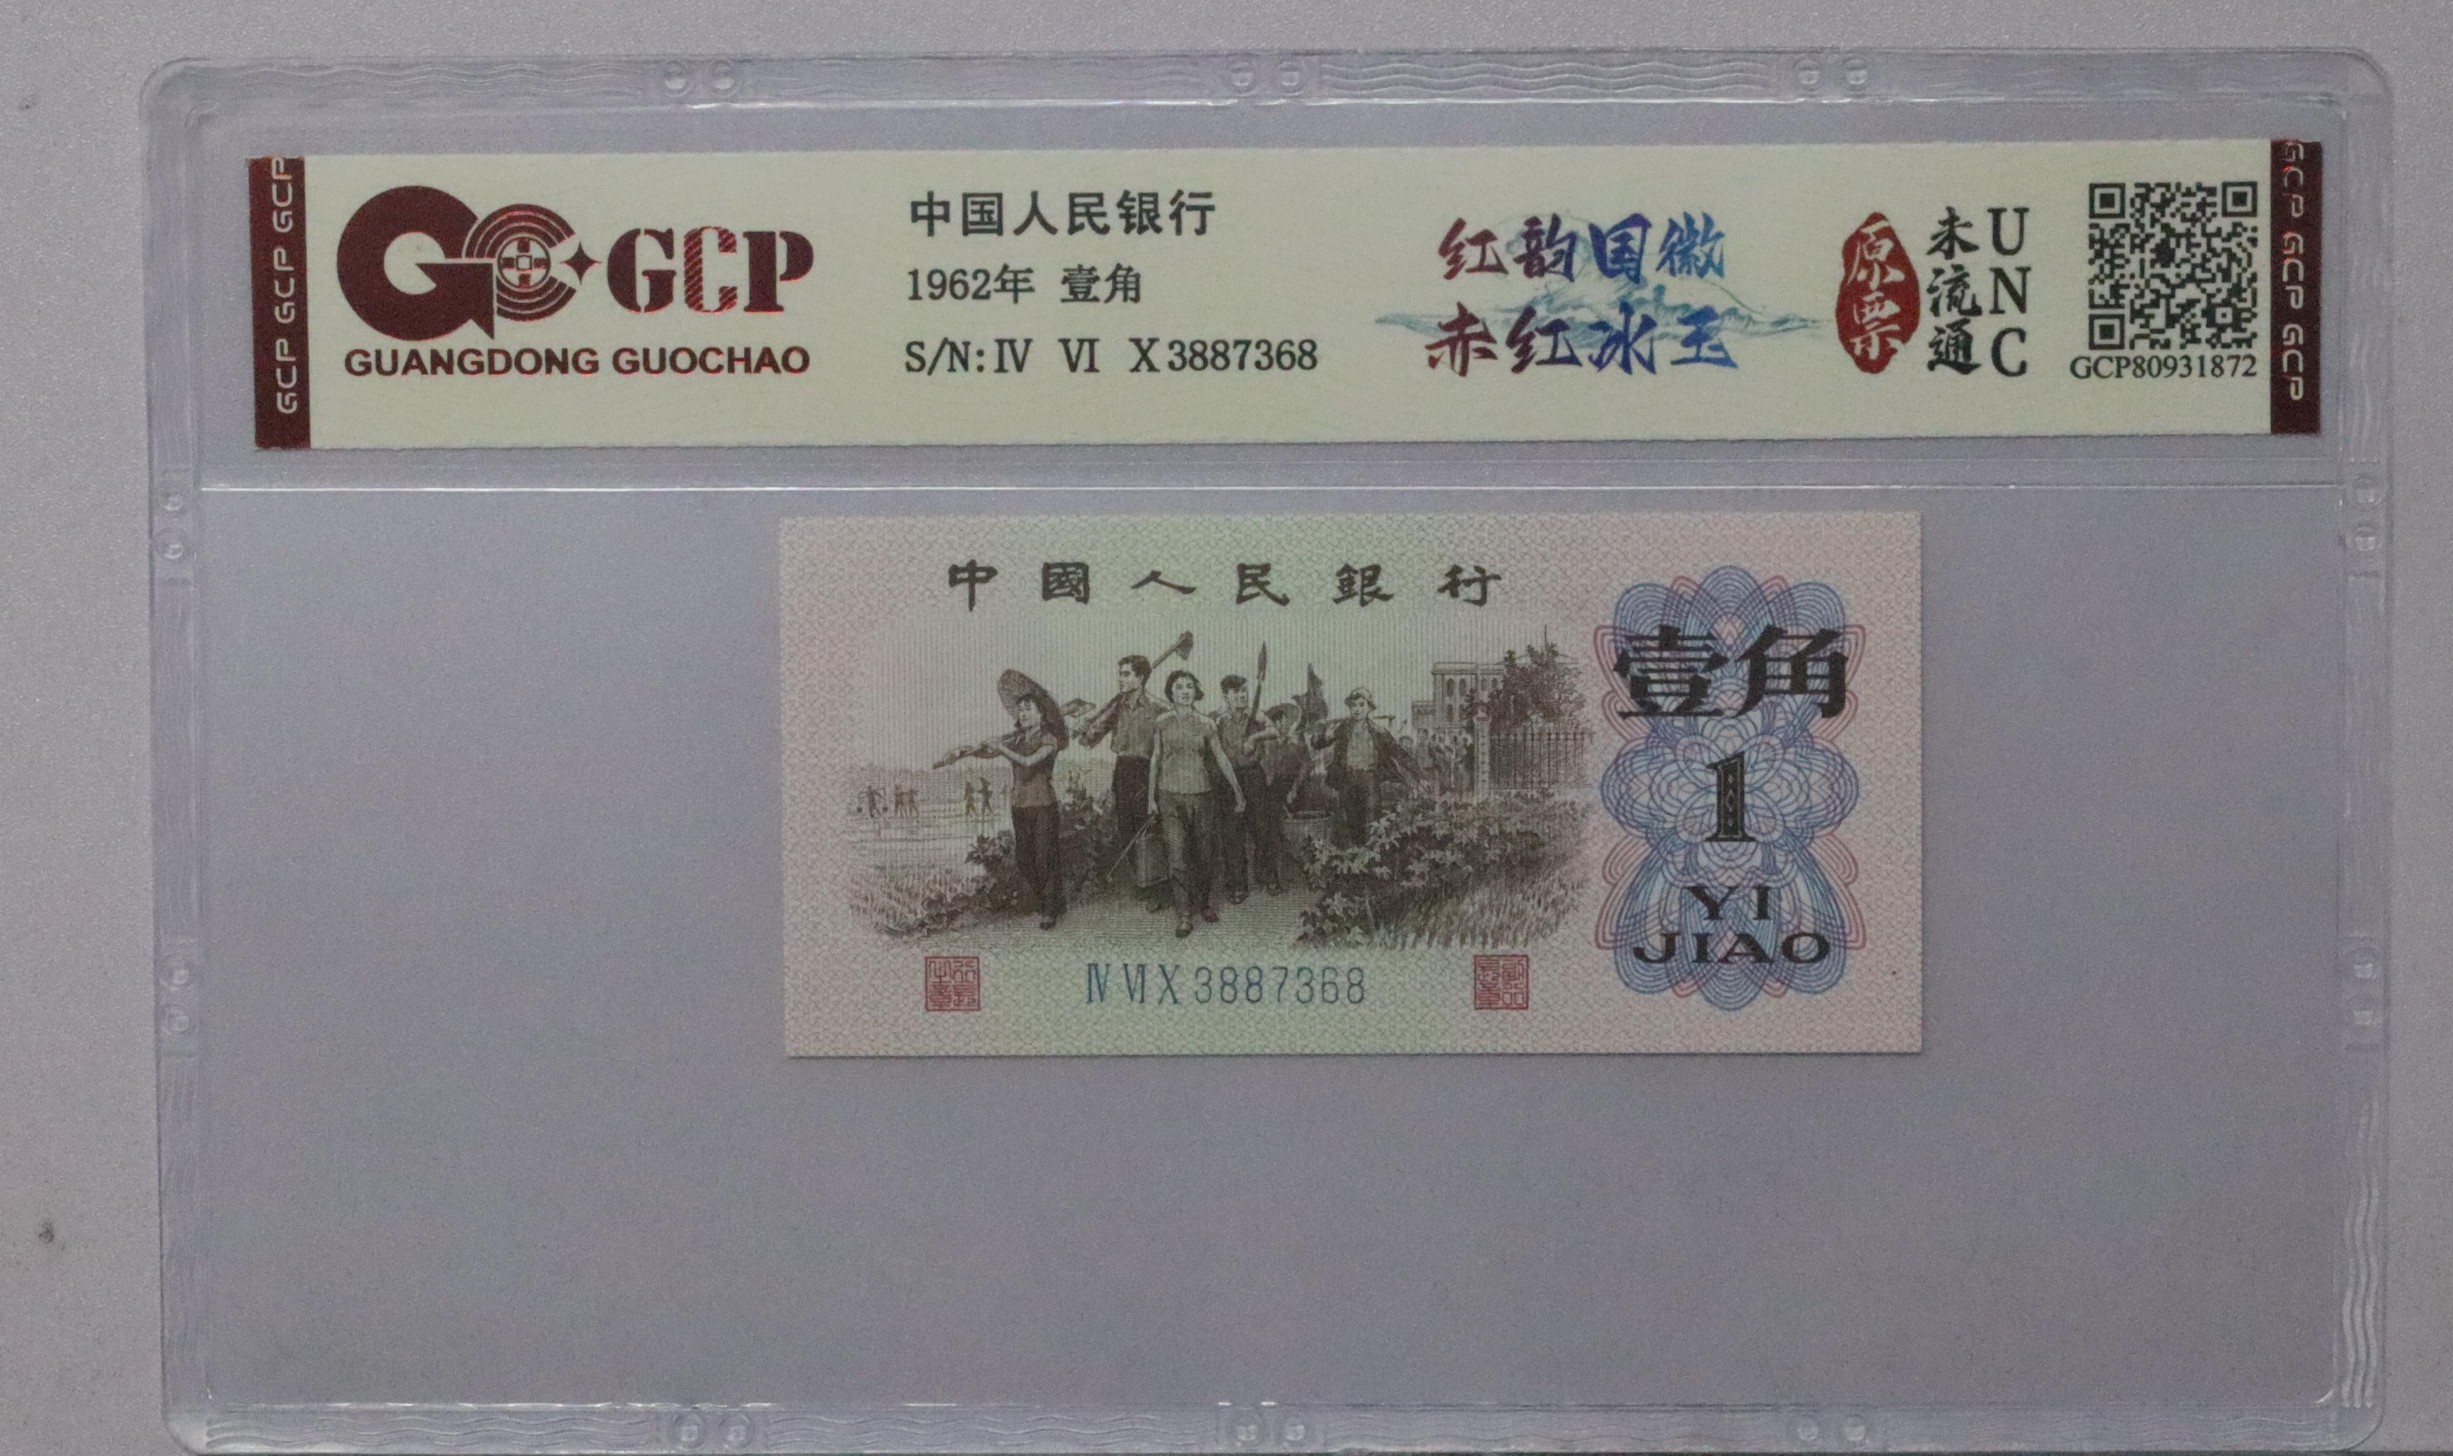 GCP GCP GCP
GCP
GUANGDONG GUOCHAO
中国人民银行
1962年 壹角
S/N: Ⅳ Ⅵ Ⅹ 3887368
红韵国徽
赤红冰玉
原票
未流通
UNC
GCP80931872
GCP GCP GCP
中國人民銀行
壹角
1
YI
JIAO
Ⅳ Ⅵ Ⅹ 3887368